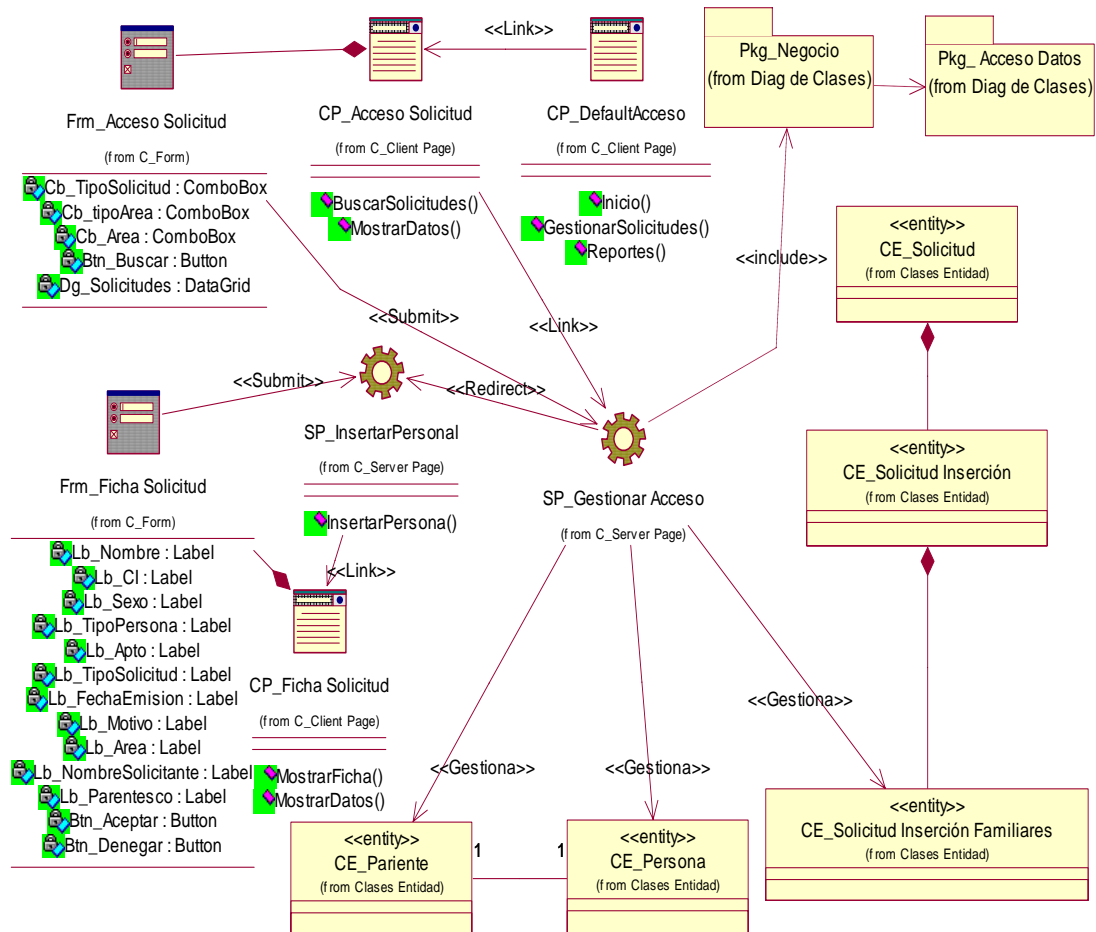 <<Link>>
Pkg_Negocio
(from Diag de Clases)
Pkg_ Acceso Datos
(from Diag de Clases)
Frm_Acceso Solicitud
(from C_Form)
Cb_TipoSolicitud : ComboBox
Cb_tipoArea : ComboBox
Cb_Area : ComboBox
Btn_Buscar : Button
Dg_Solicitudes : DataGrid
CP_Acceso Solicitud
(from C_Client Page)
BuscarSolicitudes()
MostrarDatos()
CP_DefaultAcceso
(from C_Client Page)
Inicio()
GestionarSolicitudes()
Reportes()
<<include>>
<<entity>>
CE_Solicitud
(from Clases Entidad)
<<Submit>>
<<Link>>
<<Submit>>
<<Redirect>>
SP_InsertarPersonal
(from C_Server Page)
InsertarPersona()
<<Link>>
SP_Gestionar Acceso
(from C_Server Page)
<<entity>>
CE_Solicitud Inserción
(from Clases Entidad)
Frm_Ficha Solicitud
(from C_Form)
Lb_Nombre : Label
Lb_CI : Label
Lb_Sexo : Label
Lb_TipoPersona : Label
Lb_Apto : Label
Lb_TipoSolicitud : Label
Lb_FechaEmision : Label
Lb_Motivo : Label
Lb_Area : Label
Lb_NombreSolicitante : Label
Lb_Parentesco : Label
Btn_Aceptar : Button
Btn_Denegar : Button
CP_Ficha Solicitud
(from C_Client Page)
MostrarFicha()
MostrarDatos()
<<Gestiona>>
<<Gestiona>>
<<Gestiona>>
<<entity>>
CE_Pariente
(from Clases Entidad)
1
1
<<entity>>
CE_Persona
(from Clases Entidad)
<<entity>>
CE_Solicitud Inserción Familiares
(from Clases Entidad)